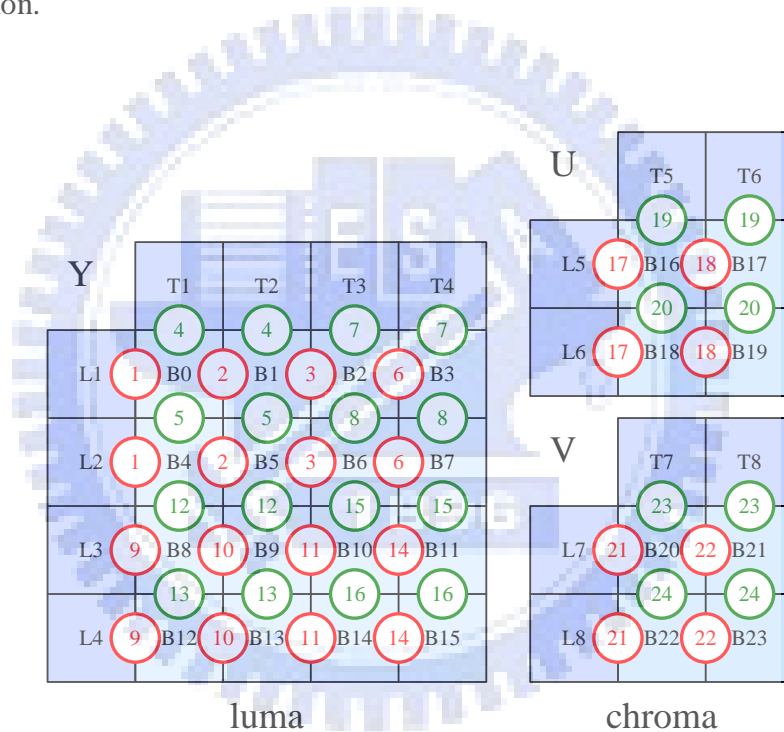 on.
U
T5 T6
19 19
L5 17 B16 18 B17
20 20
L6 17 B18 18 B19
Y
T1 T2 T3 T4
4 4 7 7
L1 1 B0 2 B1 3 B2 6 B3
5 5 8 8
L2 1 B4 2 B5 3 B6 6 B7
12 12 15 15
L3 9 B8 10 B9 11 B10 14 B11
13 13 16 16
L4 9 B12 10 B13 11 B14 14 B15
luma
V
T7 T8
23 23
L7 21 B20 22 B21
24 24
L8 21 B22 22 B23
chroma